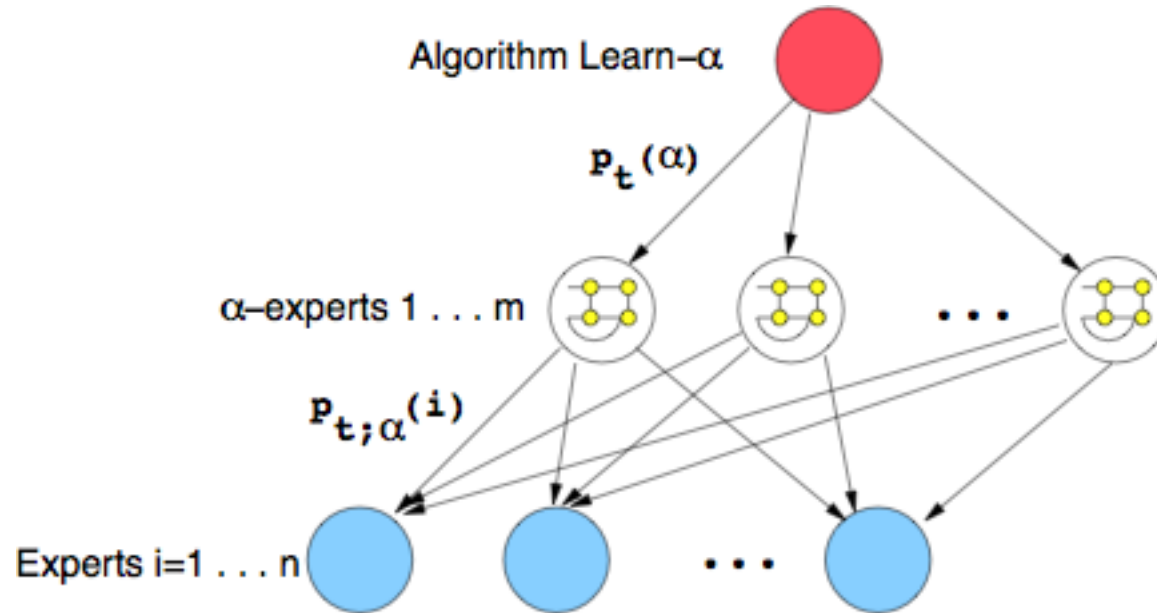 Algorithm Learn–α
p_t(α)
α–experts 1 . . . m
. . .
p_t;α(i)
Experts i=1 . . . n
. . .